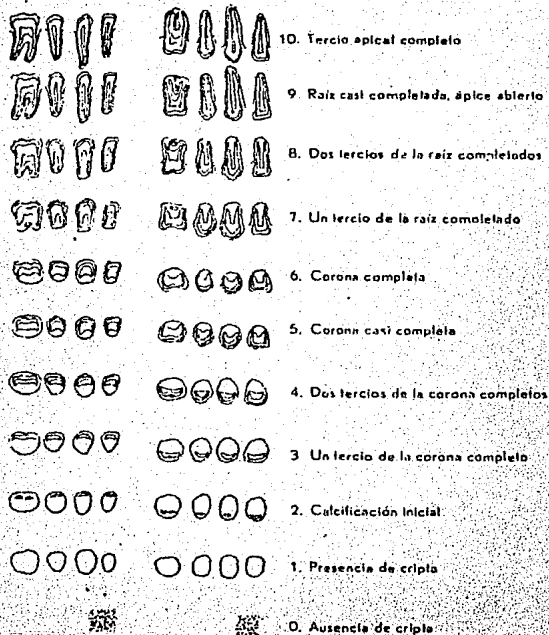 10. Tercio apical completo
9. Raíz casi completada, ápice abierto
8. Dos tercios de la raíz completados
7. Un tercio de la raíz completado
6. Corona completa
5. Corona casi completa
4. Dos tercios de la corona completos
3 Un tercio de la corona completo
2. Calcificación inicial
1. Presencia de cripta
0. Ausencia de cripta